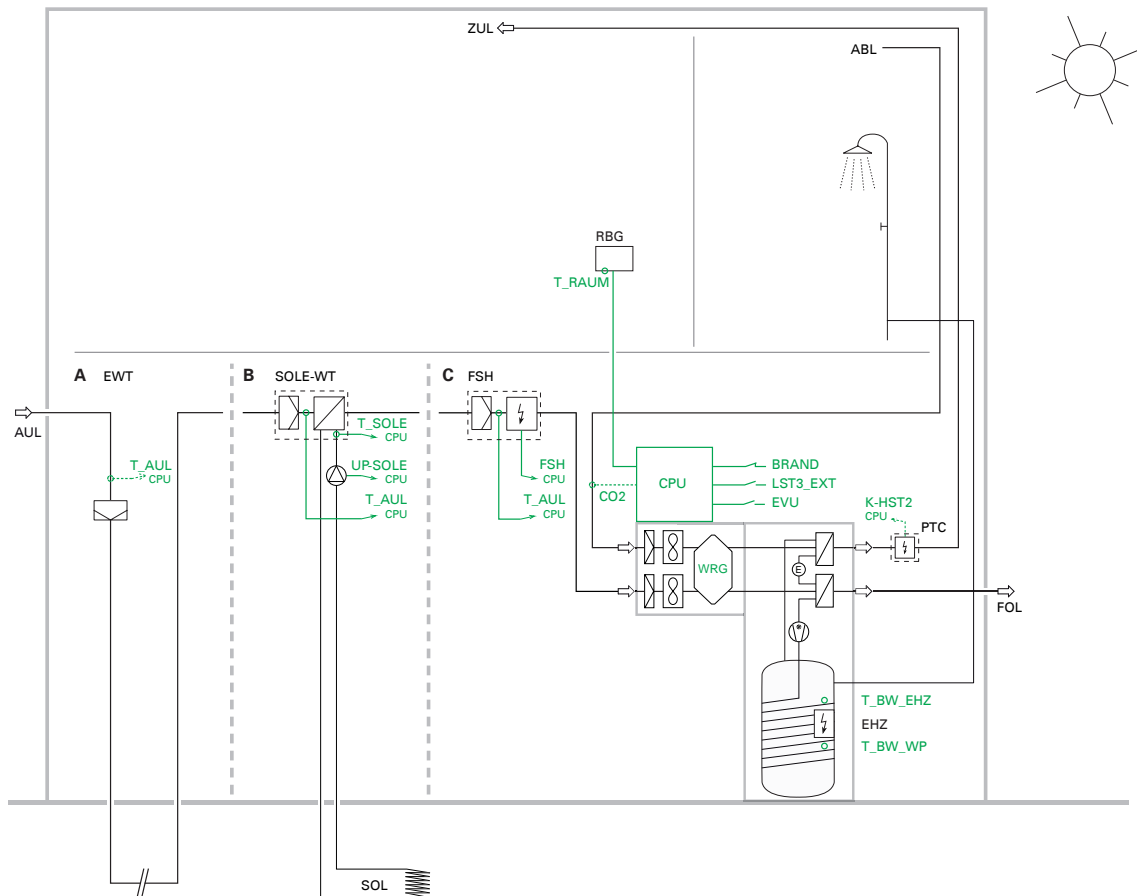 ZUL
ABL
RBG
T_RAUM
A EWT
B SOLE-WT
C FSH
AUL
T_AUL
CPU
T_SOLE
CPU
UP-SOLE
CPU
T_AUL
CPU
FSH
CPU
T_AUL
CPU
CO2
CPU
BRAND
LST3_EXT
EVU
K-HST2
CPU
PTC
WRG
E
FOL
T_BW_EHZ
EHZ
T_BW_WP
SOL